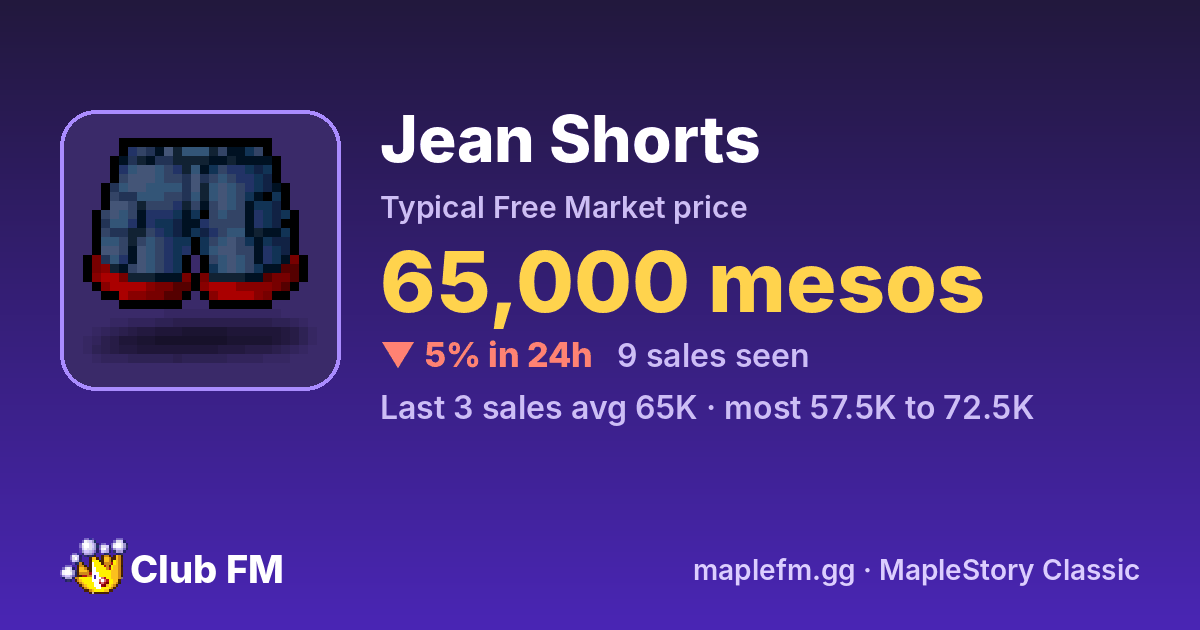 Jean Shorts
Typical Free Market price
65,000 mesos
▼ 5% in 24h 9 sales seen
Last 3 sales avg 65K · most 57.5K to 72.5K
Club FM
maplefm.gg · MapleStory Classic